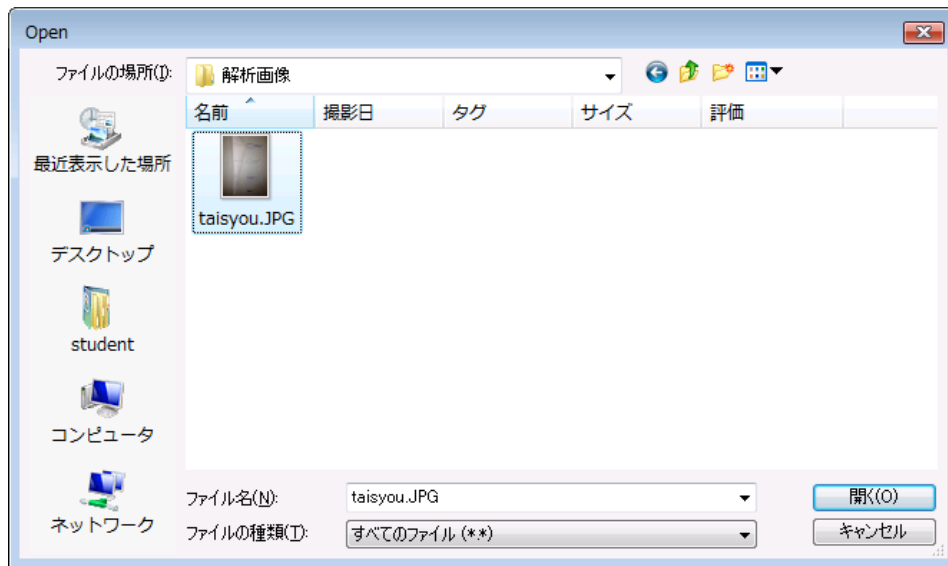 Open
ファイルの場所(I):
解析画像
名前 撮影日 タグ サイズ 評価
最近表示した場所
デスクトップ
student
コンピュータ
ネットワーク
taisyou.JPG
ファイル名(N): taisyou.JPG 開く(O)
ファイルの種類(T): すべてのファイル (*.*) キャンセル